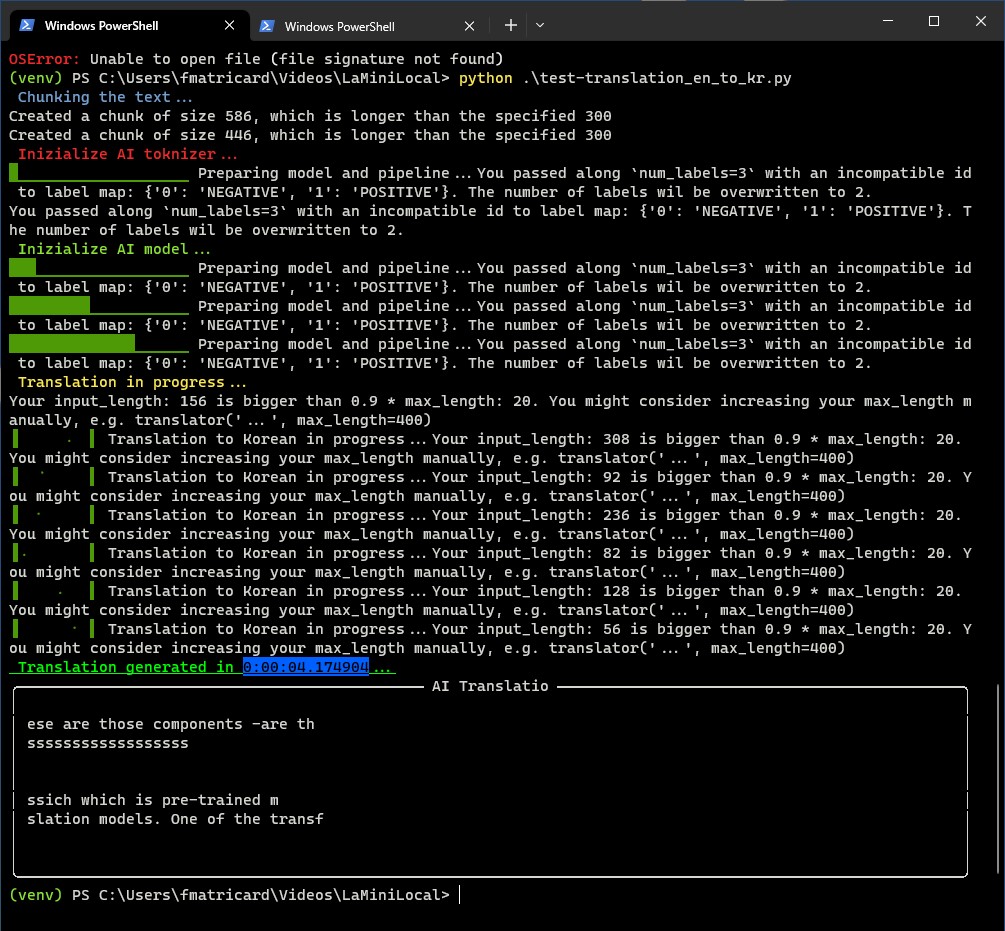 Windows PowerShell
Windows PowerShell
OSError: Unable to open file (file signature not found)
(venv) PS C:\Users\fmatricard\Videos\LaMiniLocal> python .\test-translation_en_to_kr.py
Chunking the text...
Created a chunk of size 586, which is longer than the specified 300
Created a chunk of size 446, which is longer than the specified 300
Inizialize AI toknizer...
Preparing model and pipeline...You passed along `num_labels=3` with an incompatible id
to label map: {'0': 'NEGATIVE', '1': 'POSITIVE'}. The number of labels wil be overwritten to 2.
You passed along `num_labels=3` with an incompatible id to label map: {'0': 'NEGATIVE', '1': 'POSITIVE'}. T
he number of labels wil be overwritten to 2.
Inizialize AI model...
Preparing model and pipeline...You passed along `num_labels=3` with an incompatible id
to label map: {'0': 'NEGATIVE', '1': 'POSITIVE'}. The number of labels wil be overwritten to 2.
Preparing model and pipeline...You passed along `num_labels=3` with an incompatible id
to label map: {'0': 'NEGATIVE', '1': 'POSITIVE'}. The number of labels wil be overwritten to 2.
Preparing model and pipeline...You passed along `num_labels=3` with an incompatible id
to label map: {'0': 'NEGATIVE', '1': 'POSITIVE'}. The number of labels wil be overwritten to 2.
Translation in progress...
Your input_length: 156 is bigger than 0.9 * max_length: 20. You might consider increasing your max_length m
anually, e.g. translator('...', max_length=400)
Translation to Korean in progress...Your input_length: 308 is bigger than 0.9 * max_length: 20.
You might consider increasing your max_length manually, e.g. translator('...', max_length=400)
Translation to Korean in progress...Your input_length: 92 is bigger than 0.9 * max_length: 20. Y
ou might consider increasing your max_length manually, e.g. translator('...', max_length=400)
Translation to Korean in progress...Your input_length: 236 is bigger than 0.9 * max_length: 20.
You might consider increasing your max_length manually, e.g. translator('...', max_length=400)
Translation to Korean in progress...Your input_length: 82 is bigger than 0.9 * max_length: 20. Y
ou might consider increasing your max_length manually, e.g. translator('...', max_length=400)
Translation to Korean in progress...Your input_length: 128 is bigger than 0.9 * max_length: 20.
You might consider increasing your max_length manually, e.g. translator('...', max_length=400)
Translation to Korean in progress...Your input_length: 56 is bigger than 0.9 * max_length: 20. Y
ou might consider increasing your max_length manually, e.g. translator('...', max_length=400)
Translation generated in 0:00:04.174904...
AI Translatio
ese are those components -are th
ssssssssssssssssss
ssich which is pre-trained m
slation models. One of the transf
(venv) PS C:\Users\fmatricard\Videos\LaMiniLocal>